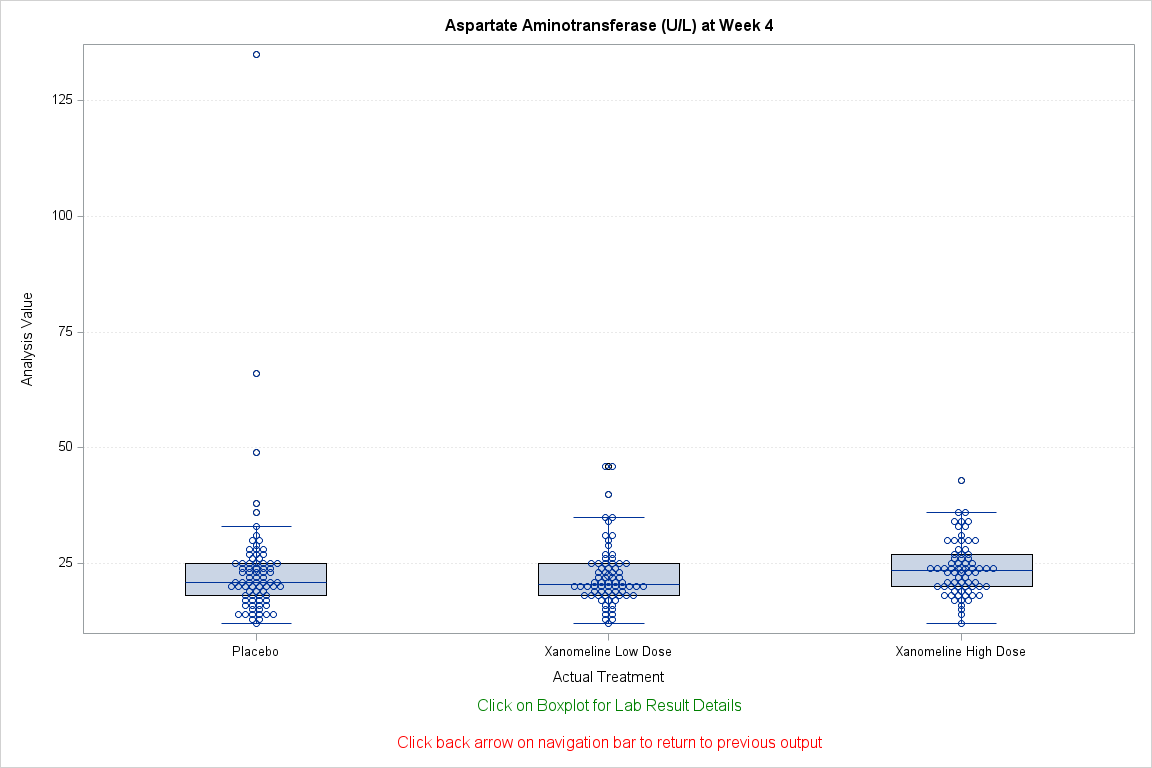 Aspartate Aminotransferase (U/L) at Week 4
125
100
75
50
25
Analysis Value
Placebo
Xanomeline Low Dose
Xanomeline High Dose
Actual Treatment
Click on Boxplot for Lab Result Details
Click back arrow on navigation bar to return to previous output